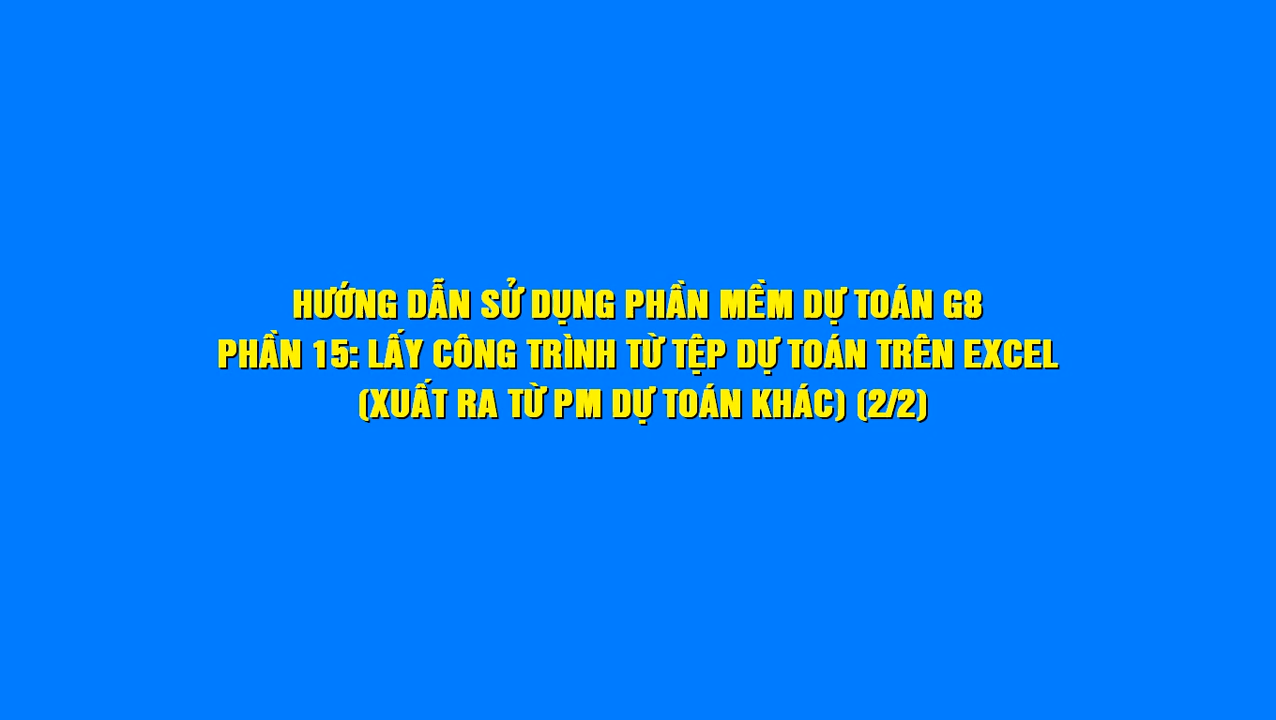 HƯỚNG DẪN SỬ DỤNG PHẦN MỀM DỰ TOÁN G8
PHẦN 15: LẤY CÔNG TRÌNH TỪ TỆP DỰ TOÁN TRÊN EXCEL
(XUẤT RA TỪ PM DỰ TOÁN KHÁC) (2/2)